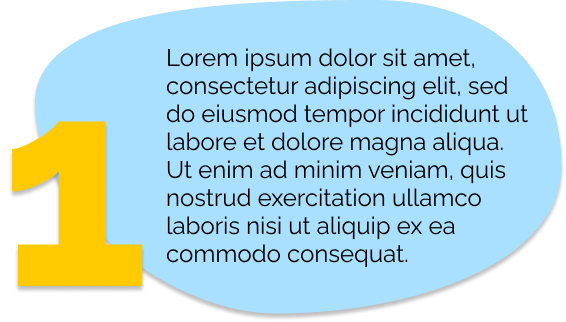 1
Lorem ipsum dolor sit amet,
consectetur adipiscing elit, sed
do eiusmod tempor incididunt ut
labore et dolore magna aliqua.
Ut enim ad minim veniam, quis
nostrud exercitation ullamco
laboris nisi ut aliquip ex ea
commodo consequat.